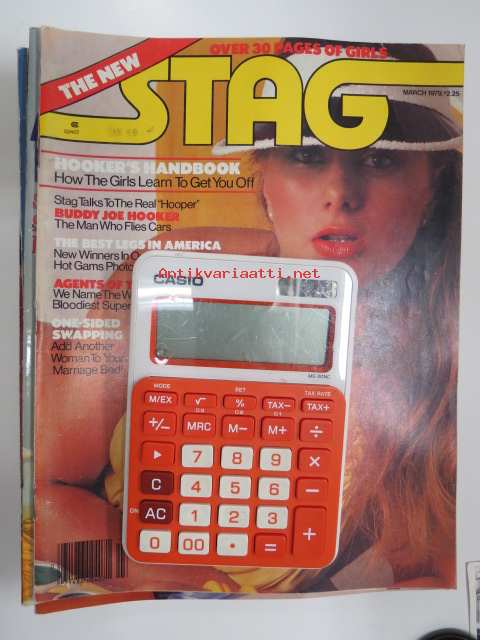 OVER 30 PAGES OF GIRLS
THE NEW
STAG
MARCH 1979/$2.25
HOOKER'S HANDBOOK
How The Girls Learn To Get You Off
Stag Talks To The Real "Hooper"
BUDDY JOE HOOKER
The Man Who Flies Cars
THE BEST LEGS IN AMERICA
New Winners In O
Hot Gams Photo
Antikvariaatti.net
AGENTS OF T
We Name The W
Bloodiest Super
ONE-SIDED
SWAPPING
Add Another
Woman To Your
Marriage Bed
CASIO
MODE SET TAX RATE
M/EX √ % TAX− TAX+
+/− MRC M− M+ ÷
▶ 7 8 9 ×
C 4 5 6 −
ON AC 1 2 3 +
0 00 • =